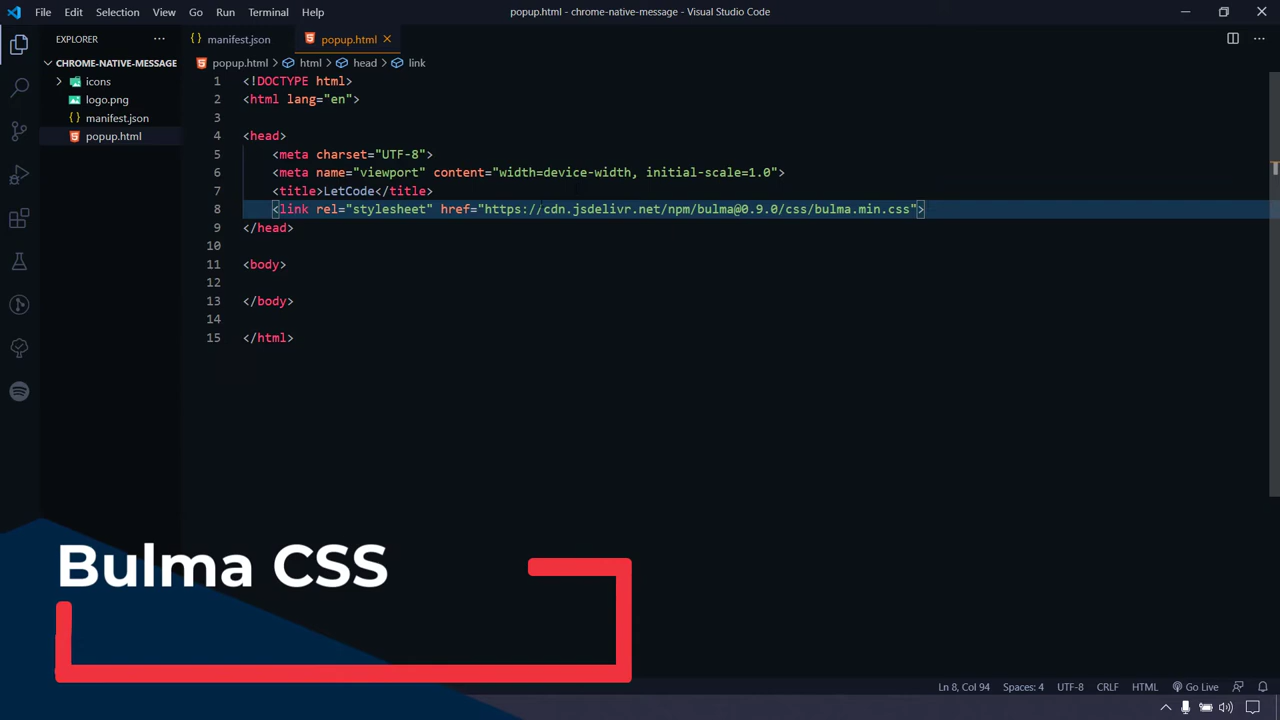 File Edit Selection View Go Run Terminal Help
popup.html - chrome-native-message - Visual Studio Code
EXPLORER
CHROME-NATIVE-MESSAGE
icons
logo.png
{} manifest.json
popup.html
{} manifest.json
popup.html
popup.html > html > head > link
1 <!DOCTYPE html>
2 <html lang="en">
3
4 <head>
5 <meta charset="UTF-8">
6 <meta name="viewport" content="width=device-width, initial-scale=1.0">
7 <title>LetCode</title>
8 <link rel="stylesheet" href="https://cdn.jsdelivr.net/npm/bulma@0.9.0/css/bulma.min.css">
9 </head>
10
11 <body>
12
13 </body>
14
15 </html>
Bulma CSS
Ln 8, Col 94 Spaces: 4 UTF-8 CRLF HTML Go Live